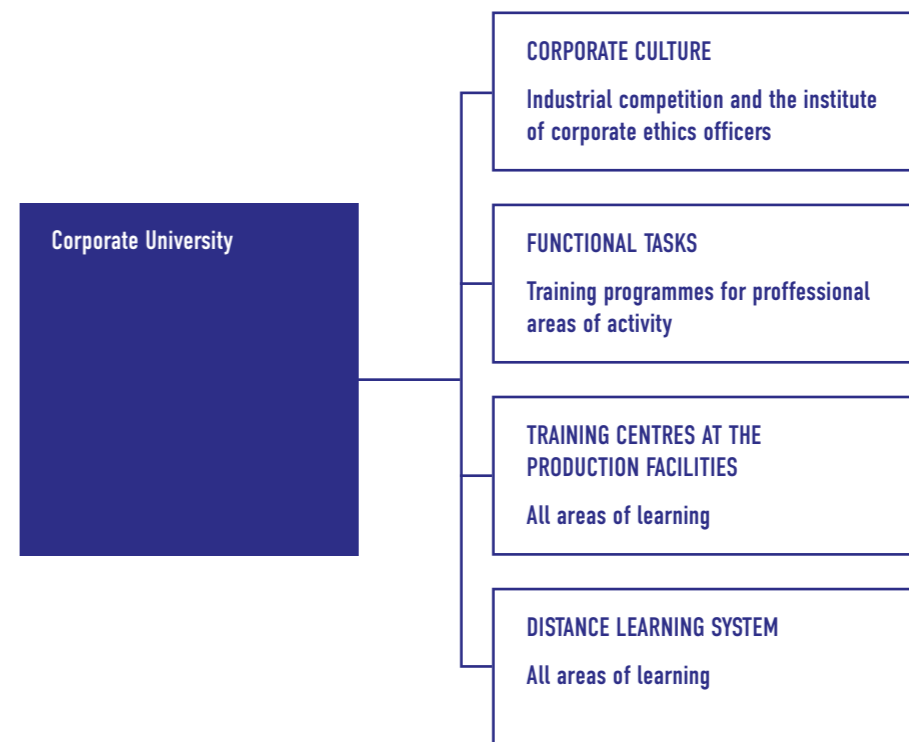 Corporate University
CORPORATE CULTURE
Industrial competition and the institute
of corporate ethics officers
FUNCTIONAL TASKS
Training programmes for proffessional
areas of activity
TRAINING CENTRES AT THE
PRODUCTION FACILITIES
All areas of learning
DISTANCE LEARNING SYSTEM
All areas of learning